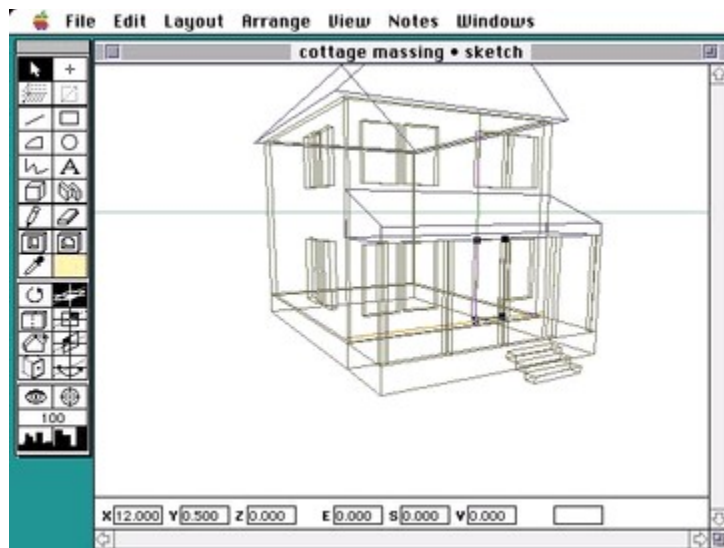 File Edit Layout Arrange View Notes Windows
cottage massing • sketch
A
100
X 12.000 Y 0.500 Z 0.000 E 0.000 S 0.000 V 0.000